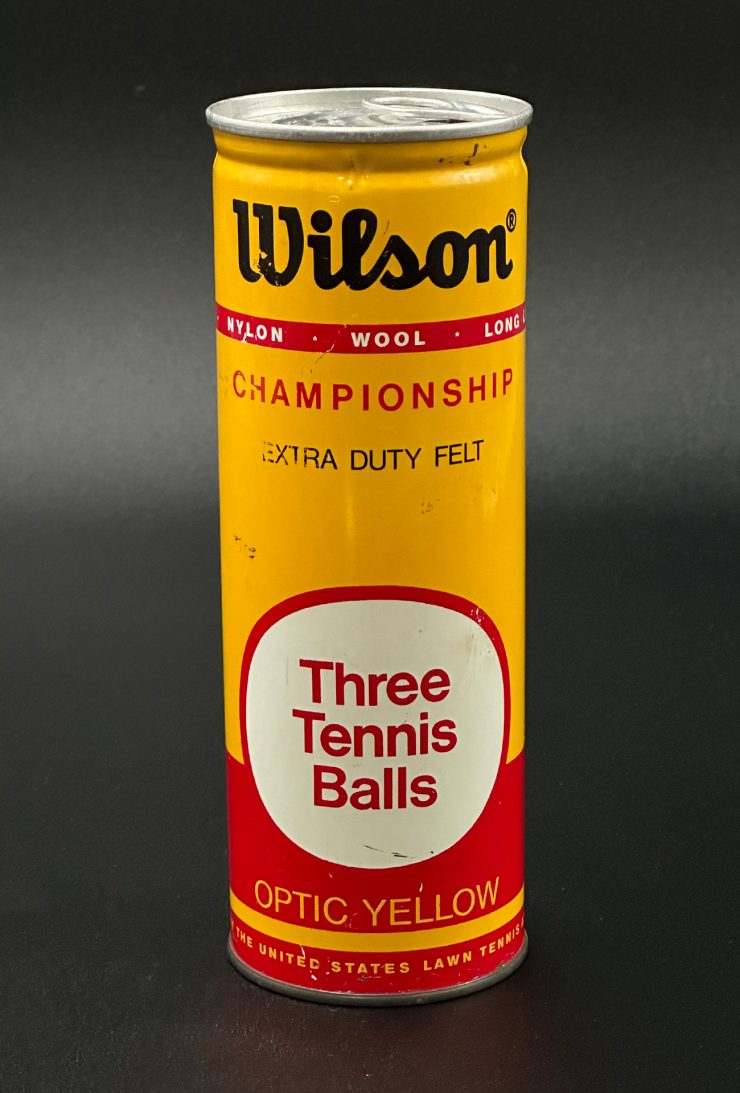 Wilson®
NYLON · WOOL · LONG
CHAMPIONSHIP
EXTRA DUTY FELT
Three
Tennis
Balls
OPTIC YELLOW
THE UNITED STATES LAWN TENNIS